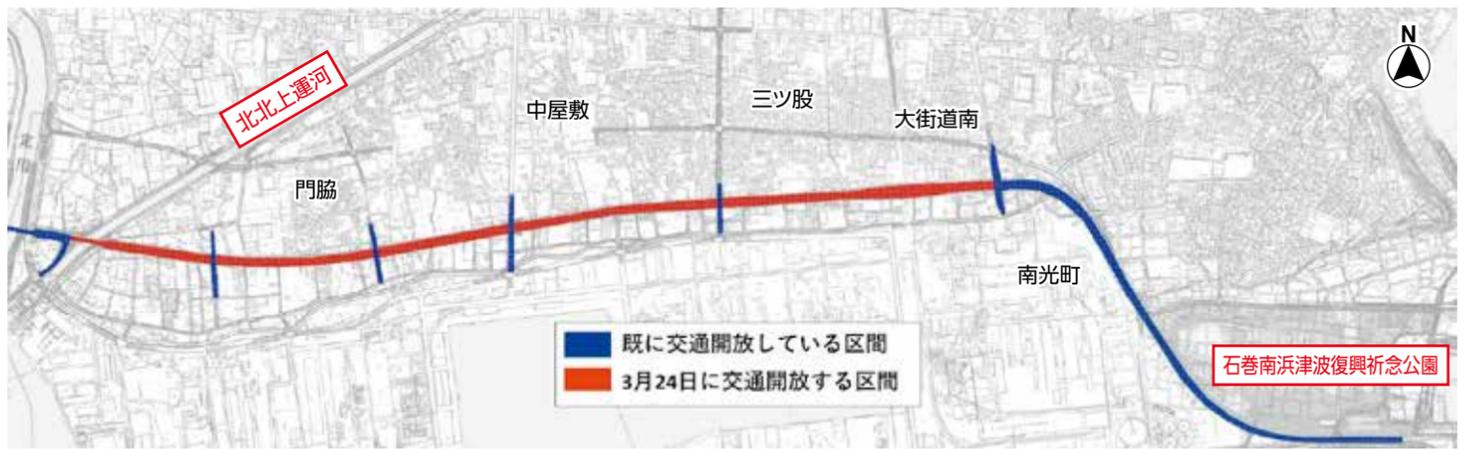 N
北北上運河
中屋敷
三ツ股
大街道南
門脇
南光町
既に交通開放している区間
3月24日に交通開放する区間
石巻南浜津波復興祈念公園